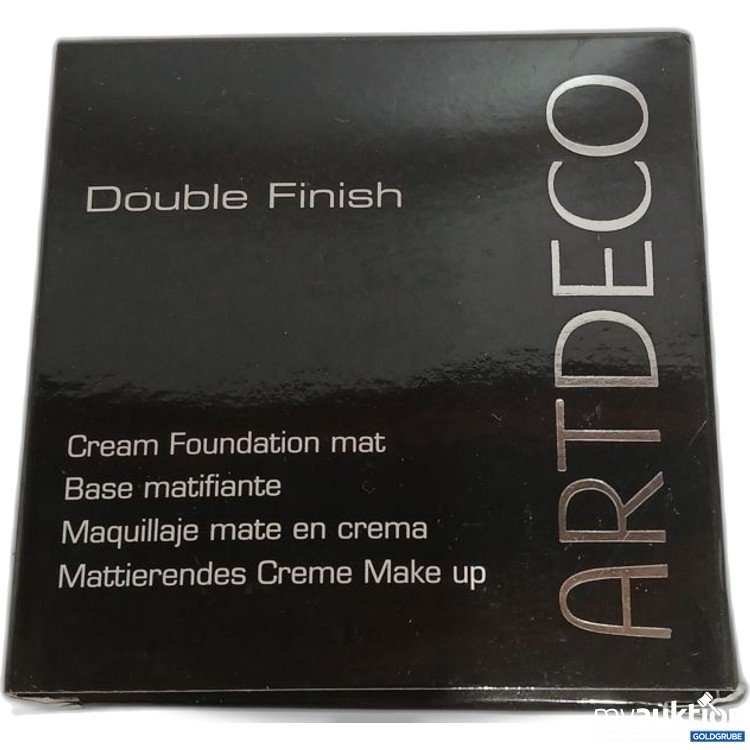 Double Finish
Cream Foundation mat
Base matifiante
Maquillaje mate en crema
Mattierendes Creme Make up
ARTDECO
myauktion
GOLDGRUBE